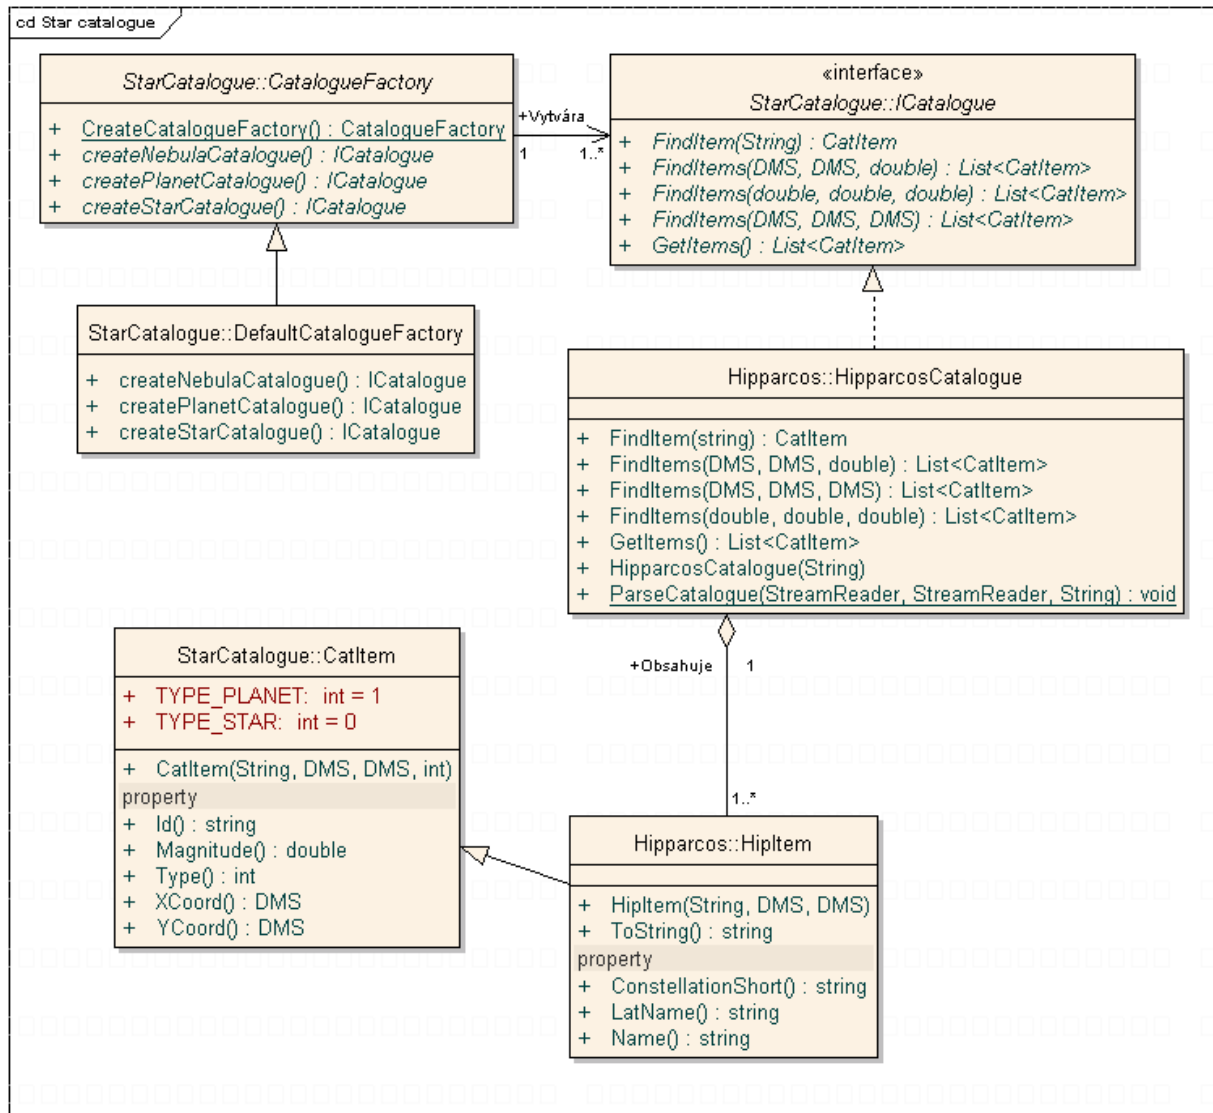 cd Star catalogue
StarCatalogue::CatalogueFactory
+ CreateCatalogueFactory() : CatalogueFactory
+ createNebulaCatalogue() : ICatalogue
+ createPlanetCatalogue() : ICatalogue
+ createStarCatalogue() : ICatalogue
+Vytvára
1
1..*
«interface»
StarCatalogue::ICatalogue
+ FindItem(String) : CatItem
+ FindItems(DMS, DMS, double) : List<CatItem>
+ FindItems(double, double, double) : List<CatItem>
+ FindItems(DMS, DMS, DMS) : List<CatItem>
+ GetItems() : List<CatItem>
StarCatalogue::DefaultCatalogueFactory
+ createNebulaCatalogue() : ICatalogue
+ createPlanetCatalogue() : ICatalogue
+ createStarCatalogue() : ICatalogue
Hipparcos::HipparcosCatalogue
+ FindItem(string) : CatItem
+ FindItems(DMS, DMS, double) : List<CatItem>
+ FindItems(DMS, DMS, DMS) : List<CatItem>
+ FindItems(double, double, double) : List<CatItem>
+ GetItems() : List<CatItem>
+ HipparcosCatalogue(String)
+ ParseCatalogue(StreamReader, StreamReader, String) : void
+Obsahuje
1
1..*
StarCatalogue::CatItem
+ TYPE_PLANET: int = 1
+ TYPE_STAR: int = 0
+ CatItem(String, DMS, DMS, int)
property
+ Id() : string
+ Magnitude() : double
+ Type() : int
+ XCoord() : DMS
+ YCoord() : DMS
Hipparcos::HipItem
+ HipItem(String, DMS, DMS)
+ ToString() : string
property
+ ConstellationShort() : string
+ LatName() : string
+ Name() : string